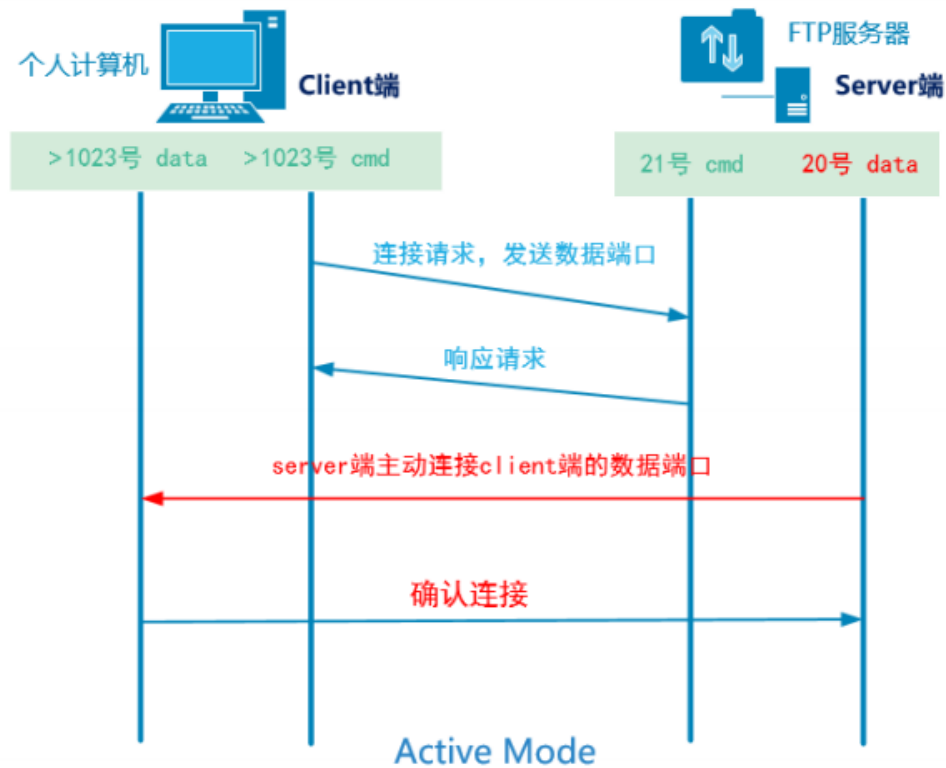 个人计算机
Client端
FTP服务器
Server端
>1023号 data
>1023号 cmd
21号 cmd
20号 data
连接请求，发送数据端口
响应请求
server端主动连接client端的数据端口
确认连接
Active Mode